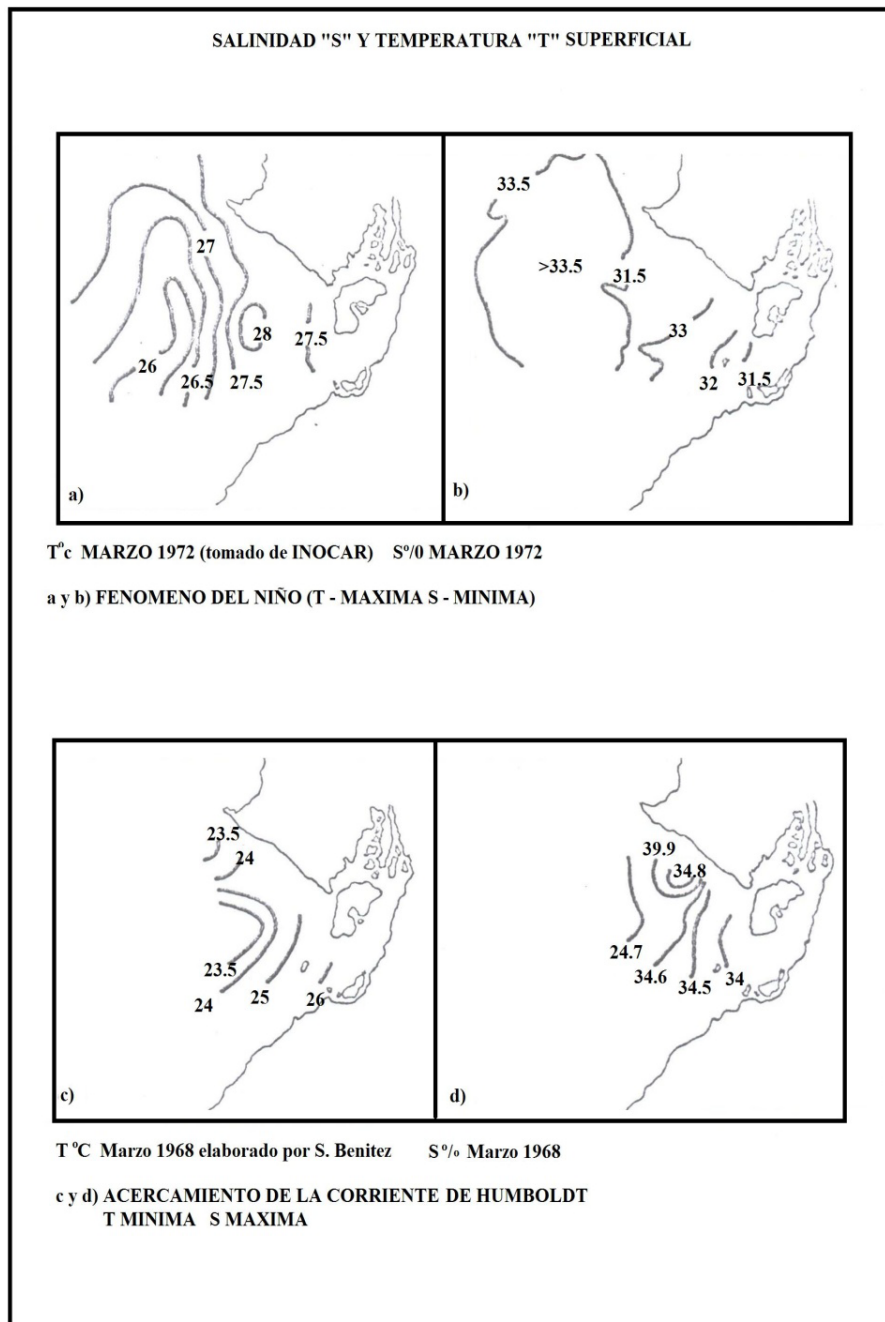 SALINIDAD "S" Y TEMPERATURA "T" SUPERFICIAL
27
28
27.5
26
26.5
27.5
a)
33.5
>33.5
31.5
33
32
31.5
b)
TºC MARZO 1972 (tomado de INOCAR) Sº/0 MARZO 1972
a y b) FENOMENO DEL NIÑO (T - MAXIMA S - MINIMA)
23.5
24
23.5
24
25
26
c)
39.9
34.8
24.7
34.6
34.5
34
d)
T ºC Marzo 1968 elaborado por S. Benitez S º/o Marzo 1968
c y d) ACERCAMIENTO DE LA CORRIENTE DE HUMBOLDT
T MINIMA S MAXIMA